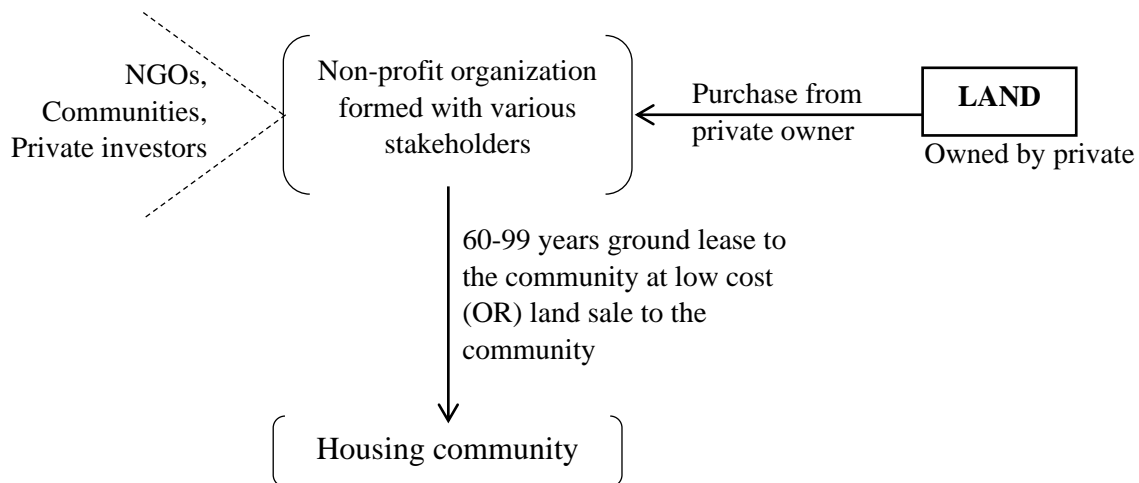 NGOs,
Communities,
Private investors
Non-profit organization
formed with various
stakeholders
Purchase from
private owner
LAND
Owned by private
60-99 years ground lease to
the community at low cost
(OR) land sale to the
community
Housing community